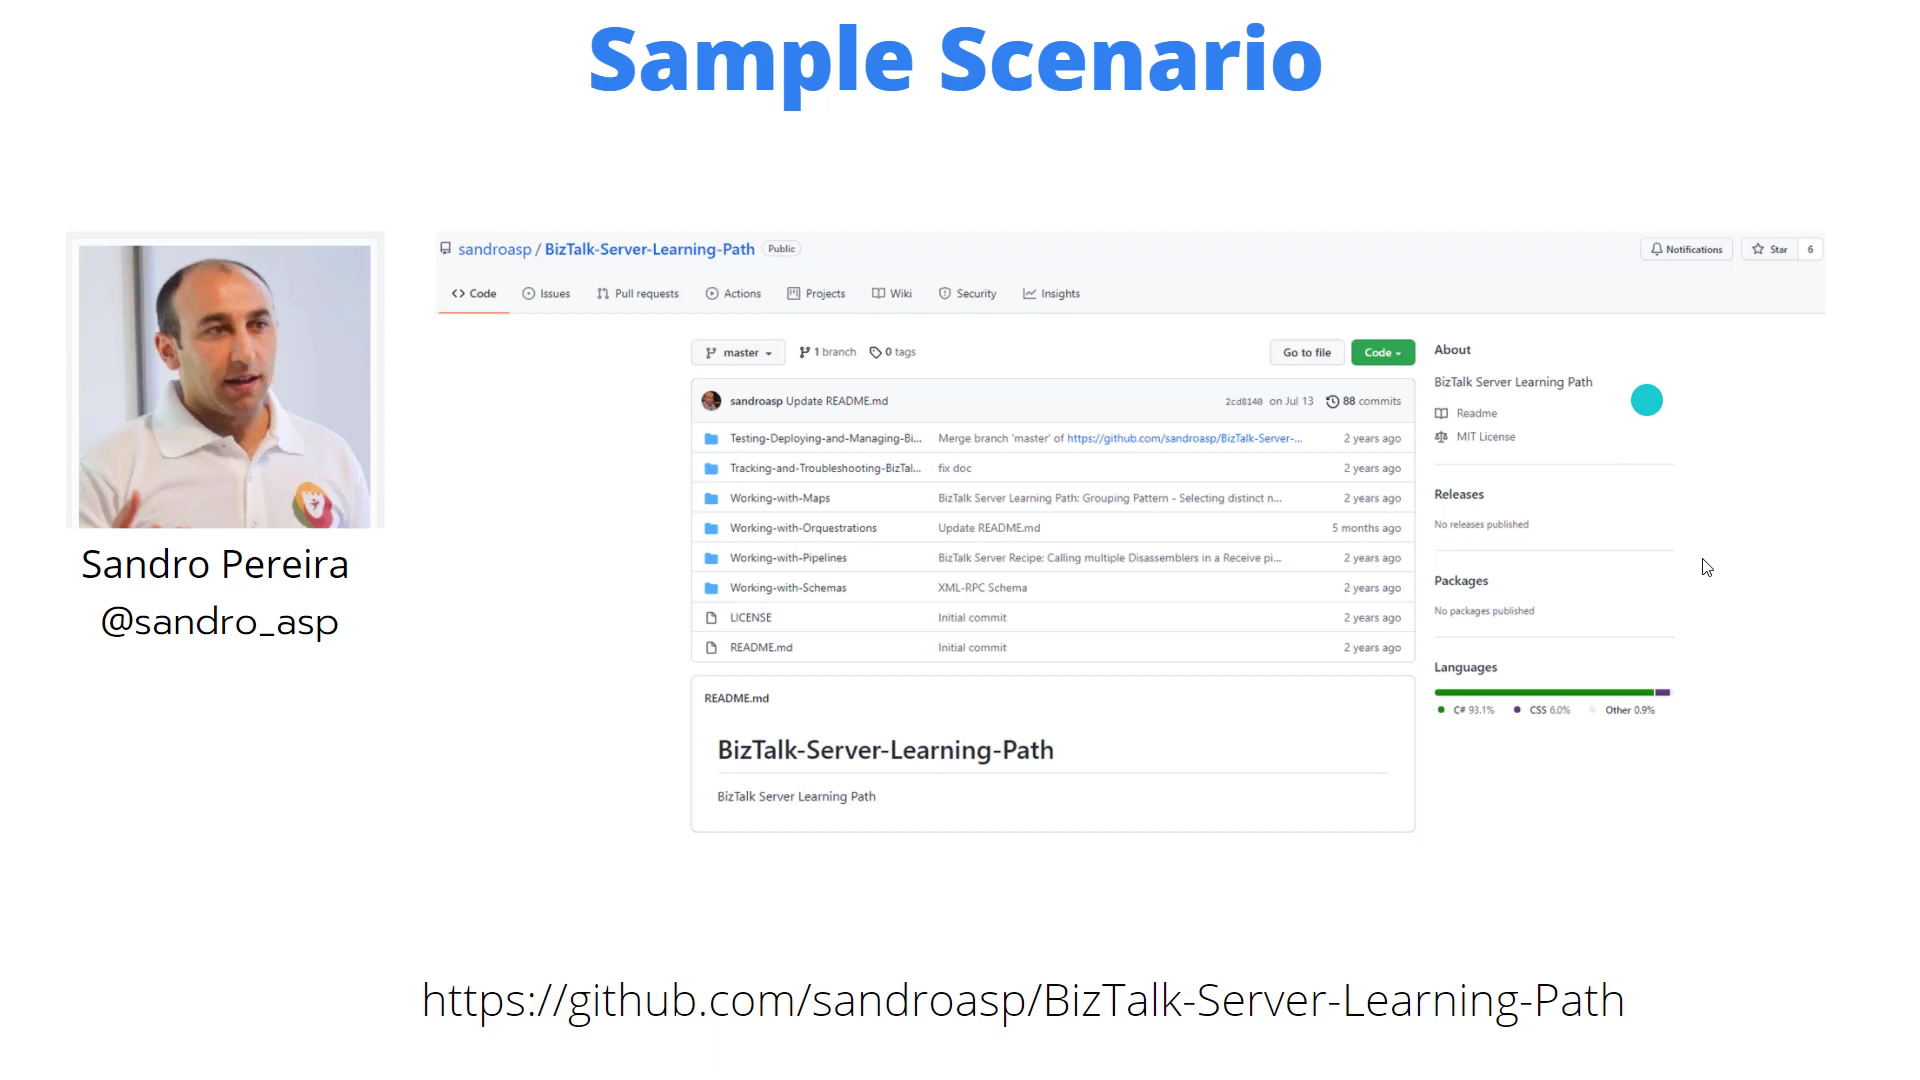 Sample Scenario
sandroasp / BizTalk-Server-Learning-Path Public
Notifications Star 6
Code Issues Pull requests Actions Projects Wiki Security Insights
master 1 branch 0 tags Go to file Code
sandroasp Update README.md 2cd8140 on Jul 13 88 commits
Testing-Deploying-and-Managing-Bi... Merge branch 'master' of https://github.com/sandroasp/BizTalk-Server-... 2 years ago
Tracking-and-Troubleshooting-BizTal... fix doc 2 years ago
Working-with-Maps BizTalk Server Learning Path: Grouping Pattern - Selecting distinct n... 2 years ago
Working-with-Orquestrations Update README.md 5 months ago
Working-with-Pipelines BizTalk Server Recipe: Calling multiple Disassemblers in a Receive pi... 2 years ago
Working-with-Schemas XML-RPC Schema 2 years ago
LICENSE Initial commit 2 years ago
README.md Initial commit 2 years ago
README.md
BizTalk-Server-Learning-Path
BizTalk Server Learning Path
About
BizTalk Server Learning Path
Readme
MIT License
Releases
No releases published
Packages
No packages published
Languages
C# 93.1% CSS 6.0% Other 0.9%
Sandro Pereira
@sandro_asp
https://github.com/sandroasp/BizTalk-Server-Learning-Path